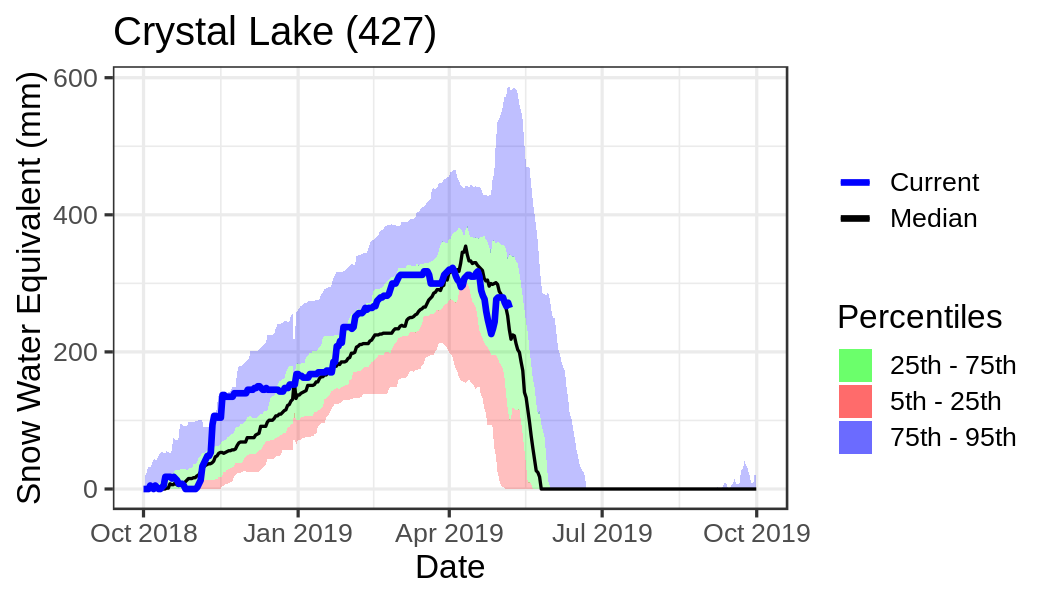 Crystal Lake (427)
Snow Water Equivalent (mm)
600
400
200
0
Oct 2018
Jan 2019
Apr 2019
Jul 2019
Oct 2019
Date
Current
Median
Percentiles
25th - 75th
5th - 25th
75th - 95th